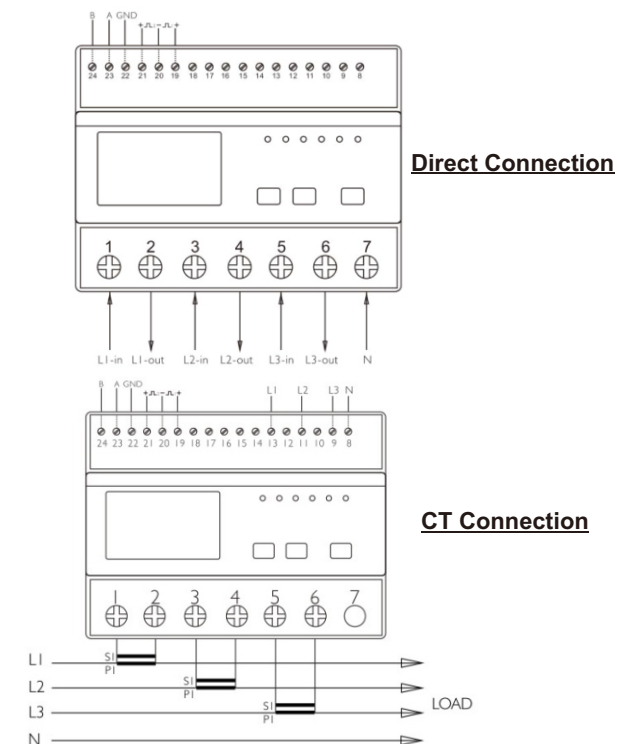 B A GND
+ - +
24 23 22 21 20 19 18 17 16 15 14 13 12 11 10 9 8
Direct Connection
1 2 3 4 5 6 7
L1-in L1-out L2-in L2-out L3-in L3-out N
B A GND L1 L2 L3 N
+ - +
24 23 22 21 20 19 18 17 16 15 14 13 12 11 10 9 8
CT Connection
1 2 3 4 5 6 7
L1 S1
P1
L2 S1
P1
L3 S1 LOAD
P1
N